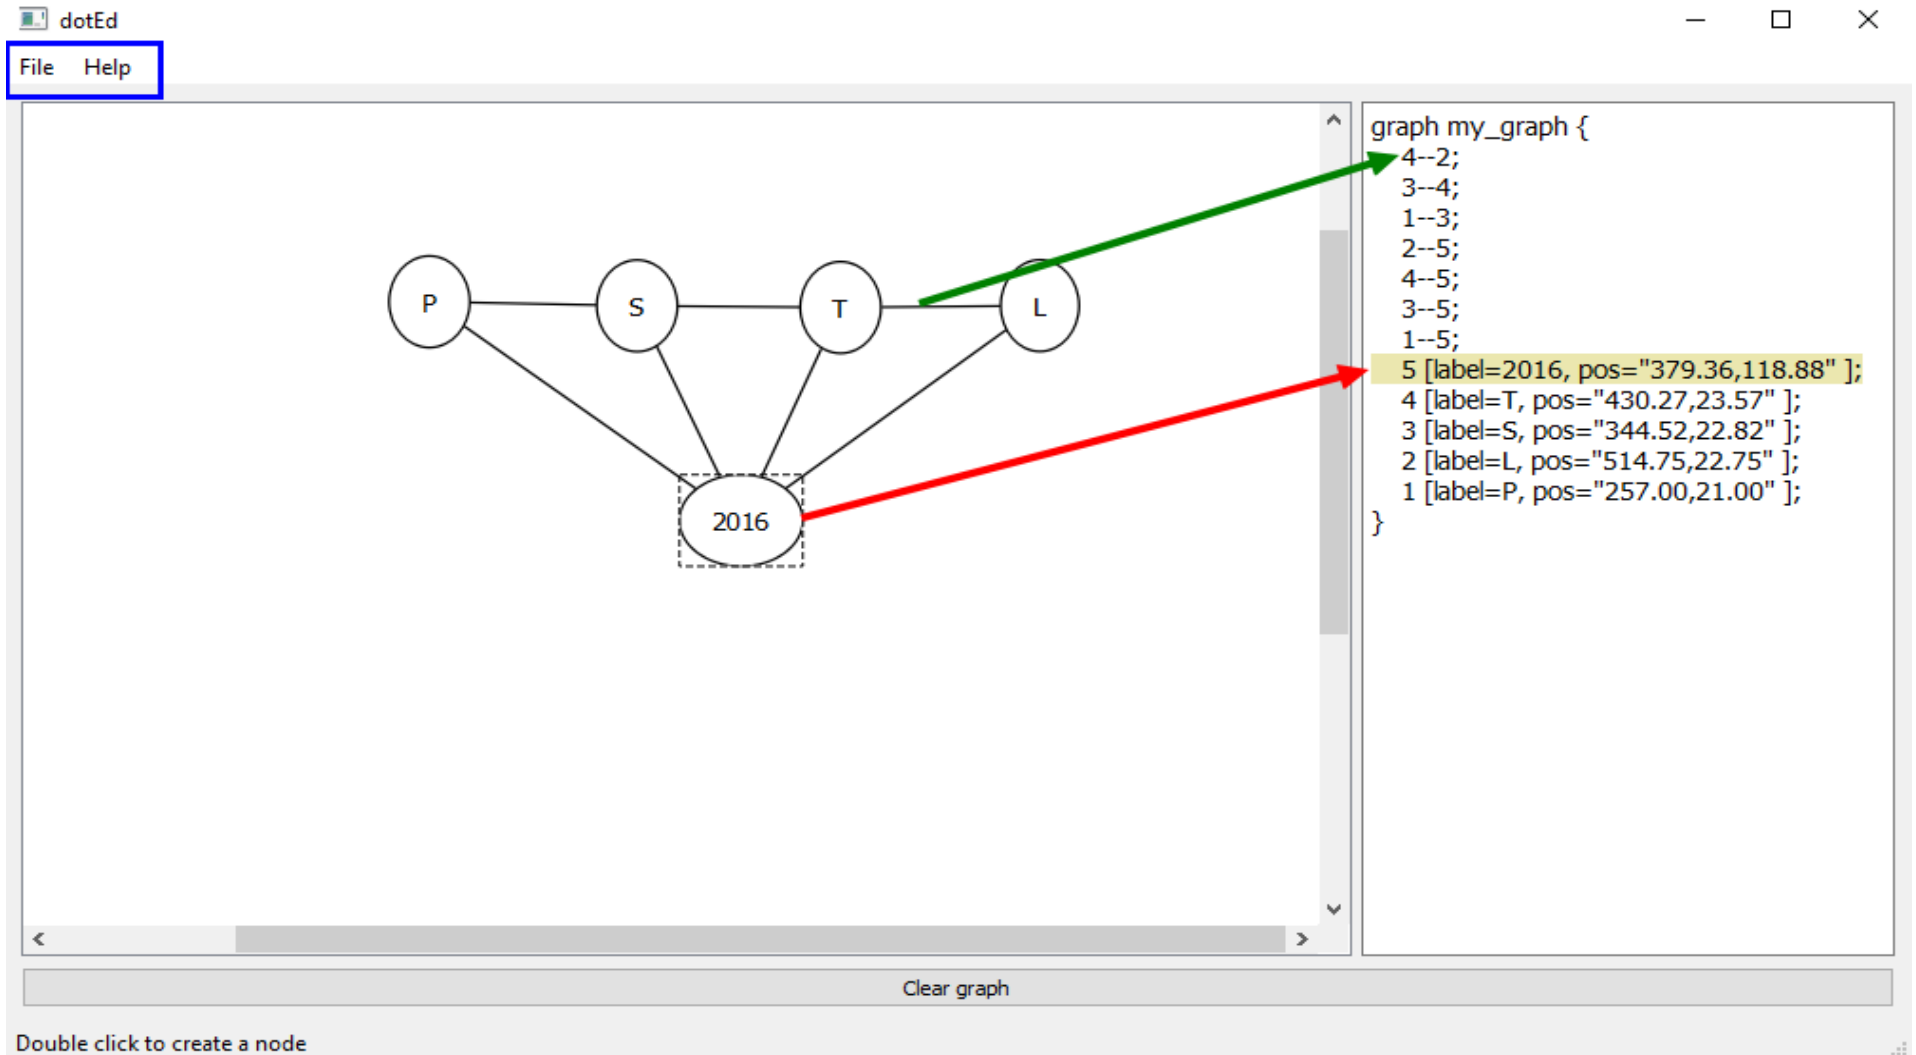 dotEd
File Help
P S T L
2016
graph my_graph {
4--2;
3--4;
1--3;
2--5;
4--5;
3--5;
1--5;
5 [label=2016, pos="379.36,118.88" ];
4 [label=T, pos="430.27,23.57" ];
3 [label=S, pos="344.52,22.82" ];
2 [label=L, pos="514.75,22.75" ];
1 [label=P, pos="257.00,21.00" ];
}
Clear graph
Double click to create a node